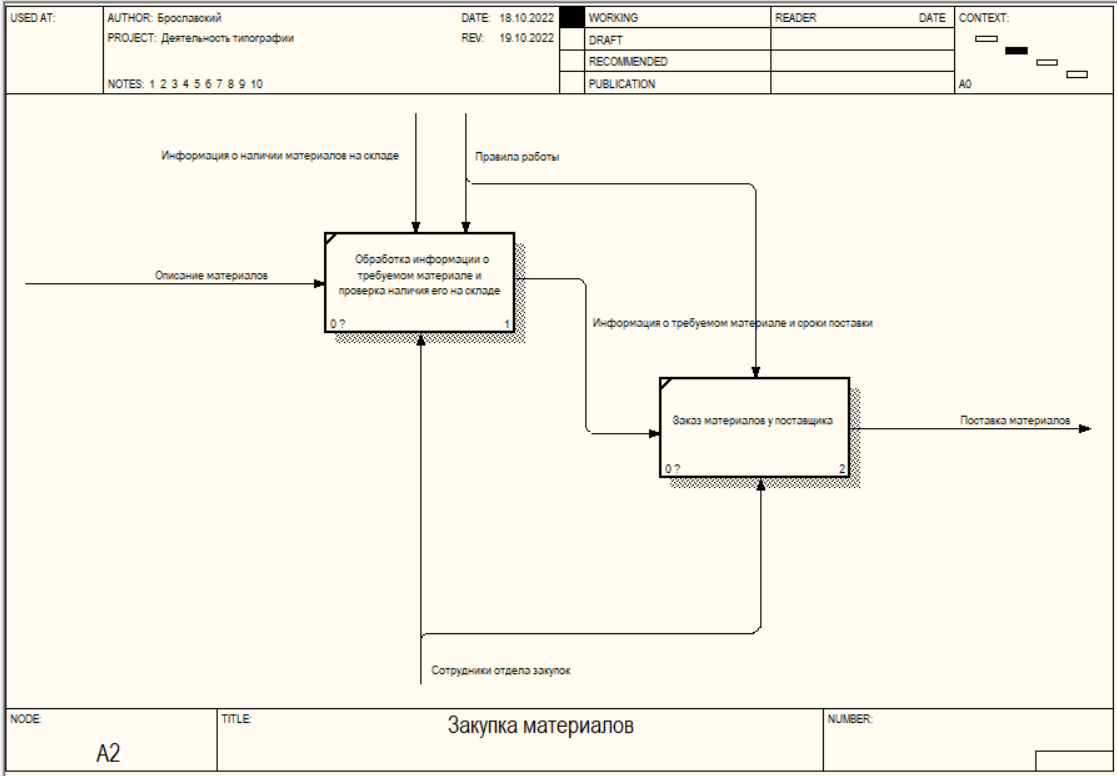 USED AT:
AUTHOR: Брославский
DATE: 18.10.2022
WORKING
READER
DATE
CONTEXT:
PROJECT: Деятельность типографии
REV: 19.10.2022
DRAFT
RECOMMENDED
NOTES: 1 2 3 4 5 6 7 8 9 10
PUBLICATION
A0
Информация о наличии материалов на складе
Правила работы
Описание материалов
Обработка информации о
требуемом материале и
проверка наличия его на складе
0 ?
1
Информация о требуемом материале и сроки поставки
Заказ материалов у поставщика
0 ?
2
Поставка материалов
Сотрудники отдела закупок
NODE:
TITLE:
NUMBER:
A2
Закупка материалов